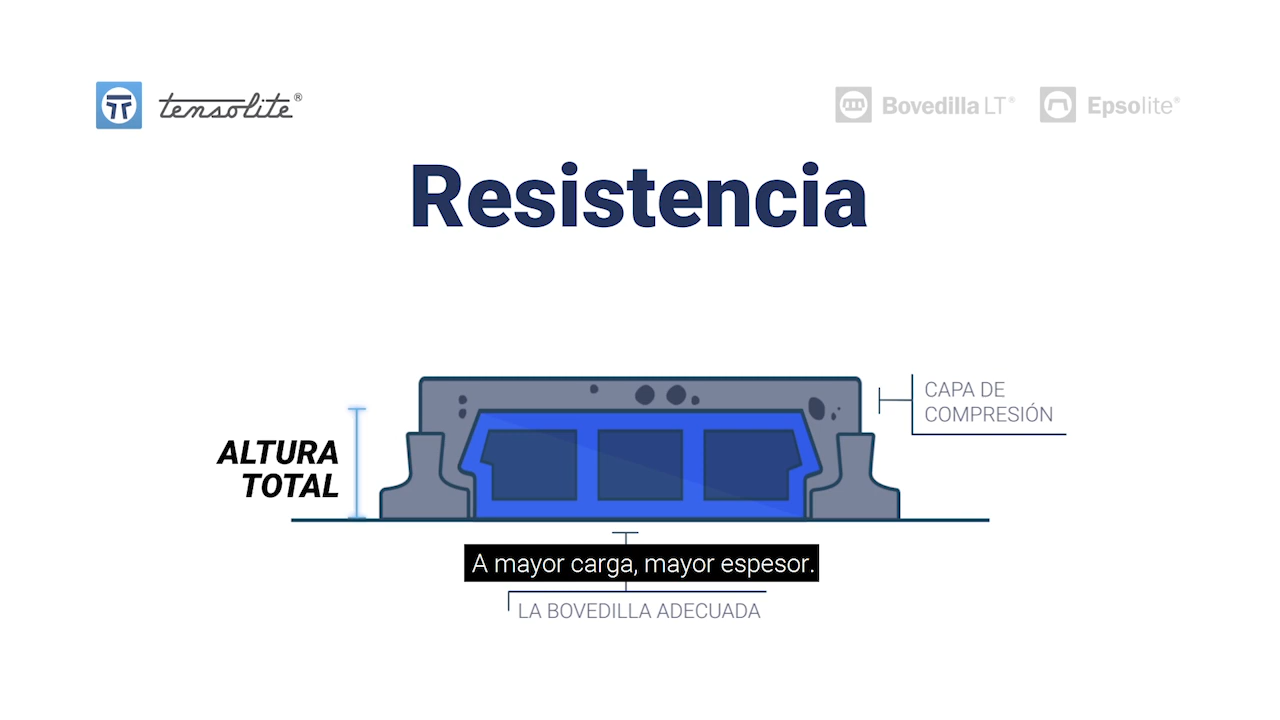 tensolite®
Bovedilla LT®
Epsolite®
Resistencia
CAPA DE
COMPRESIÓN
ALTURA
TOTAL
A mayor carga, mayor espesor.
LA BOVEDILLA ADECUADA